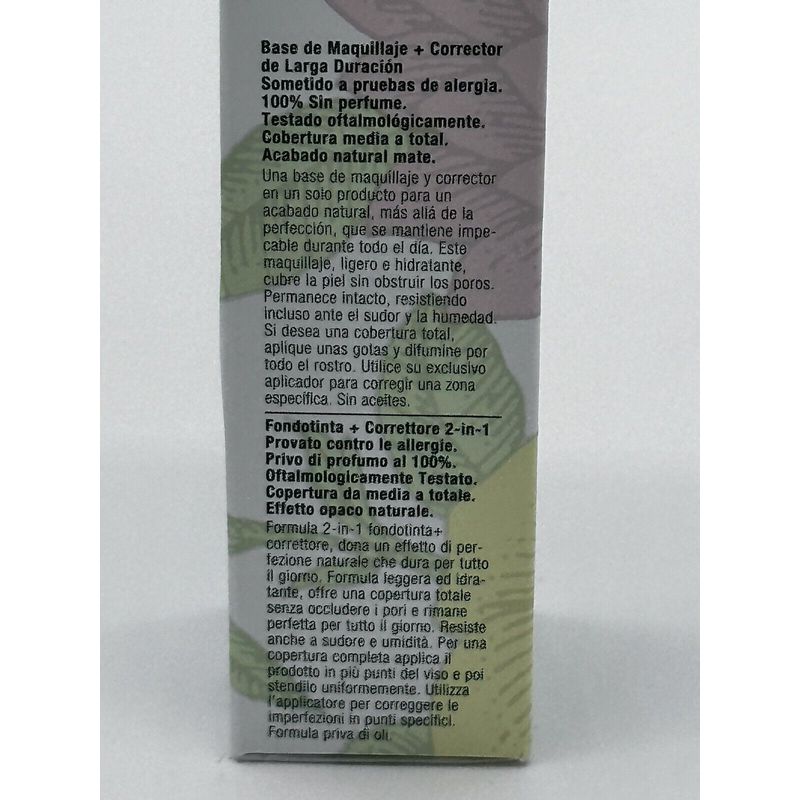 Base de Maquillaje + Corrector
de Larga Duración
Sometido a pruebas de alergia.
100% Sin perfume.
Testado oftalmológicamente.
Cobertura media a total.
Acabado natural mate.
Una base de maquillaje y corrector
en un solo producto para un
acabado natural, más allá de la
perfección, que se mantiene impe-
cable durante todo el día. Este
maquillaje, ligero e hidratante,
cubre la piel sin obstruir los poros.
Permanece intacto, resistiendo
incluso ante el sudor y la humedad.
Si desea una cobertura total,
aplique unas gotas y difumine por
todo el rostro. Utilice su exclusivo
aplicador para corregir una zona
específica. Sin aceites.
Fondotinta + Correttore 2-in-1
Provato contro le allergie.
Privo di profumo al 100%.
Oftalmologicamente Testato.
Copertura da media a totale.
Effetto opaco naturale.
Formula 2-in-1 fondotinta+
correttore, dona un effetto di per-
fezione naturale che dura per tutto
il giorno. Formula leggera ed idra-
tante, offre una copertura totale
senza occludere i pori e rimane
perfetta per tutto il giorno. Resiste
anche a sudore e umidità. Per una
copertura completa applica il
prodotto in più punti del viso e poi
stendilo uniformemente. Utilizza
l'applicatore per correggere le
imperfezioni in punti specifici.
Formula priva di oli.